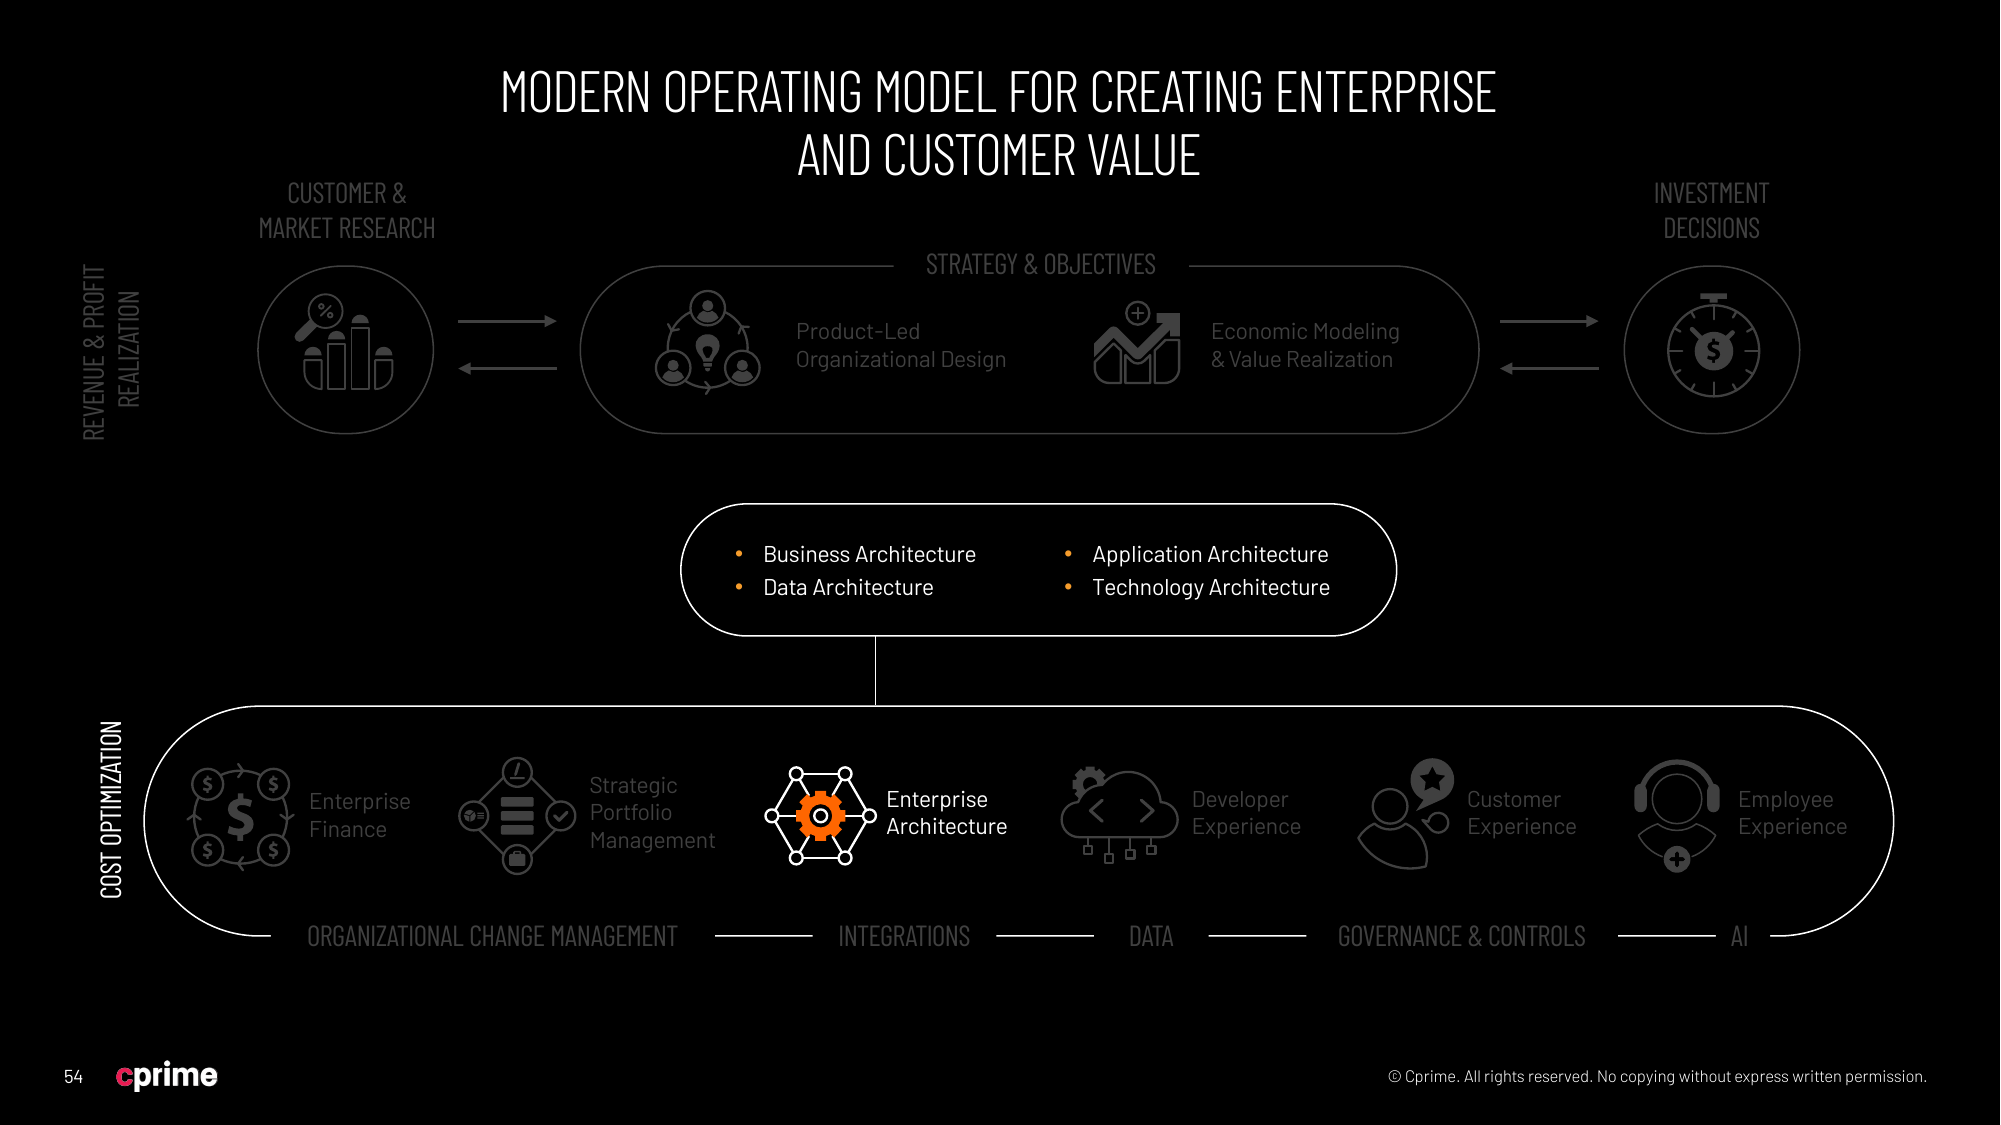 MODERN OPERATING MODEL FOR CREATING ENTERPRISE
AND CUSTOMER VALUE
CUSTOMER &
MARKET RESEARCH
INVESTMENT
DECISIONS
STRATEGY & OBJECTIVES
REVENUE & PROFIT
REALIZATION
%
Product-Led
Organizational Design
Economic Modeling
& Value Realization
$
• Business Architecture
• Data Architecture
• Application Architecture
• Technology Architecture
COST OPTIMIZATION
$ $
$
$ $
Enterprise
Finance
Strategic
Portfolio
Management
Enterprise
Architecture
Developer
Experience
Customer
Experience
Employee
Experience
ORGANIZATIONAL CHANGE MANAGEMENT
INTEGRATIONS
DATA
GOVERNANCE & CONTROLS
AI
54
cprime
© Cprime. All rights reserved. No copying without express written permission.